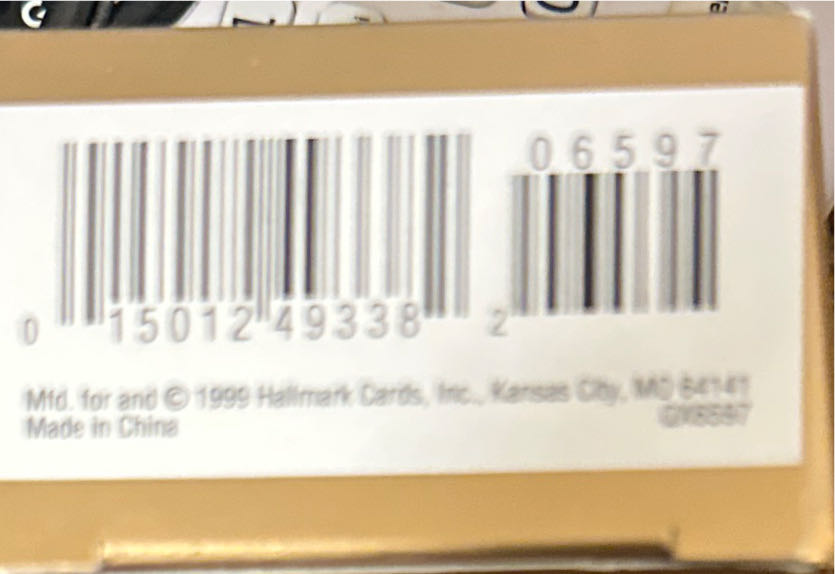 06597
0 15012 49338 2
Mfd. for and © 1999 Hallmark Cards, Inc., Kansas City, MO 64141
QX6597
Made in China